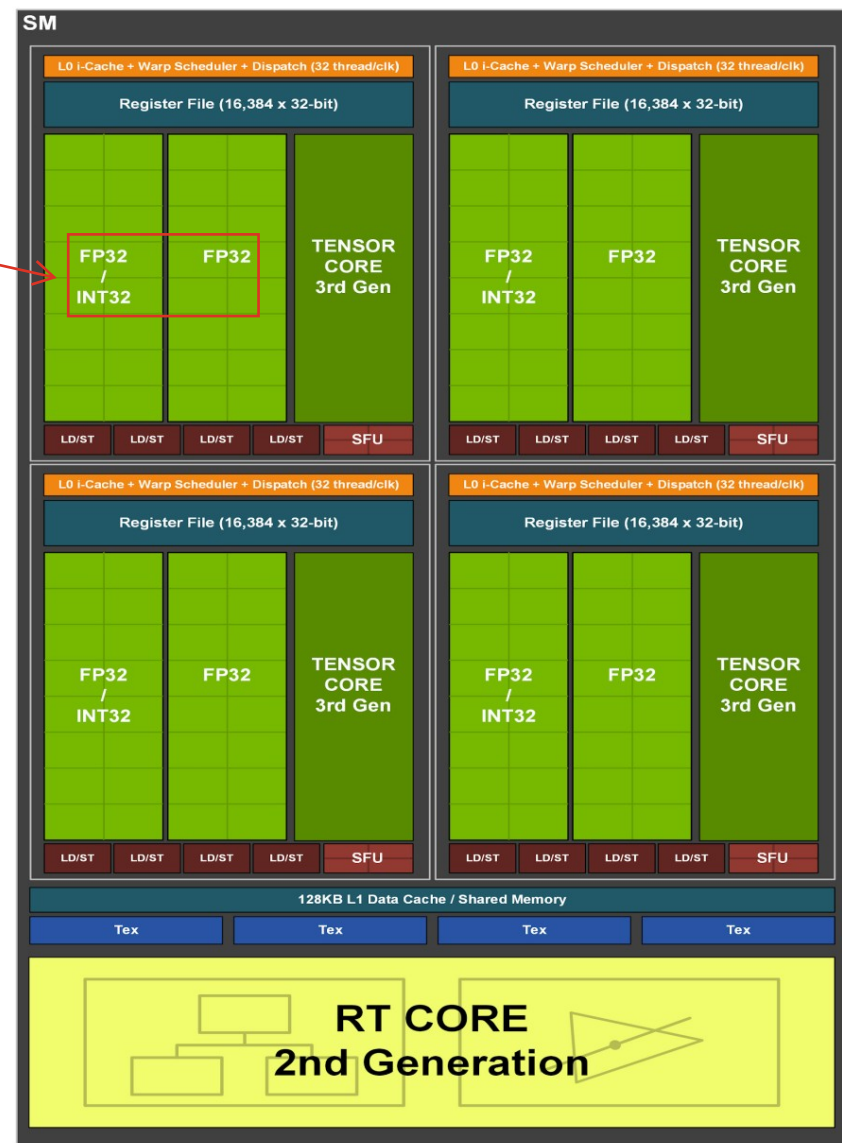 SM
L0 i-Cache + Warp Scheduler + Dispatch (32 thread/clk)
Register File (16,384 x 32-bit)
FP32
/
INT32
FP32
TENSOR
CORE
3rd Gen
LD/ST LD/ST LD/ST LD/ST SFU
L0 i-Cache + Warp Scheduler + Dispatch (32 thread/clk)
Register File (16,384 x 32-bit)
FP32
/
INT32
FP32
TENSOR
CORE
3rd Gen
LD/ST LD/ST LD/ST LD/ST SFU
L0 i-Cache + Warp Scheduler + Dispatch (32 thread/clk)
Register File (16,384 x 32-bit)
FP32
/
INT32
FP32
TENSOR
CORE
3rd Gen
LD/ST LD/ST LD/ST LD/ST SFU
L0 i-Cache + Warp Scheduler + Dispatch (32 thread/clk)
Register File (16,384 x 32-bit)
FP32
/
INT32
FP32
TENSOR
CORE
3rd Gen
LD/ST LD/ST LD/ST LD/ST SFU
128KB L1 Data Cache / Shared Memory
Tex Tex Tex Tex
RT CORE
2nd Generation